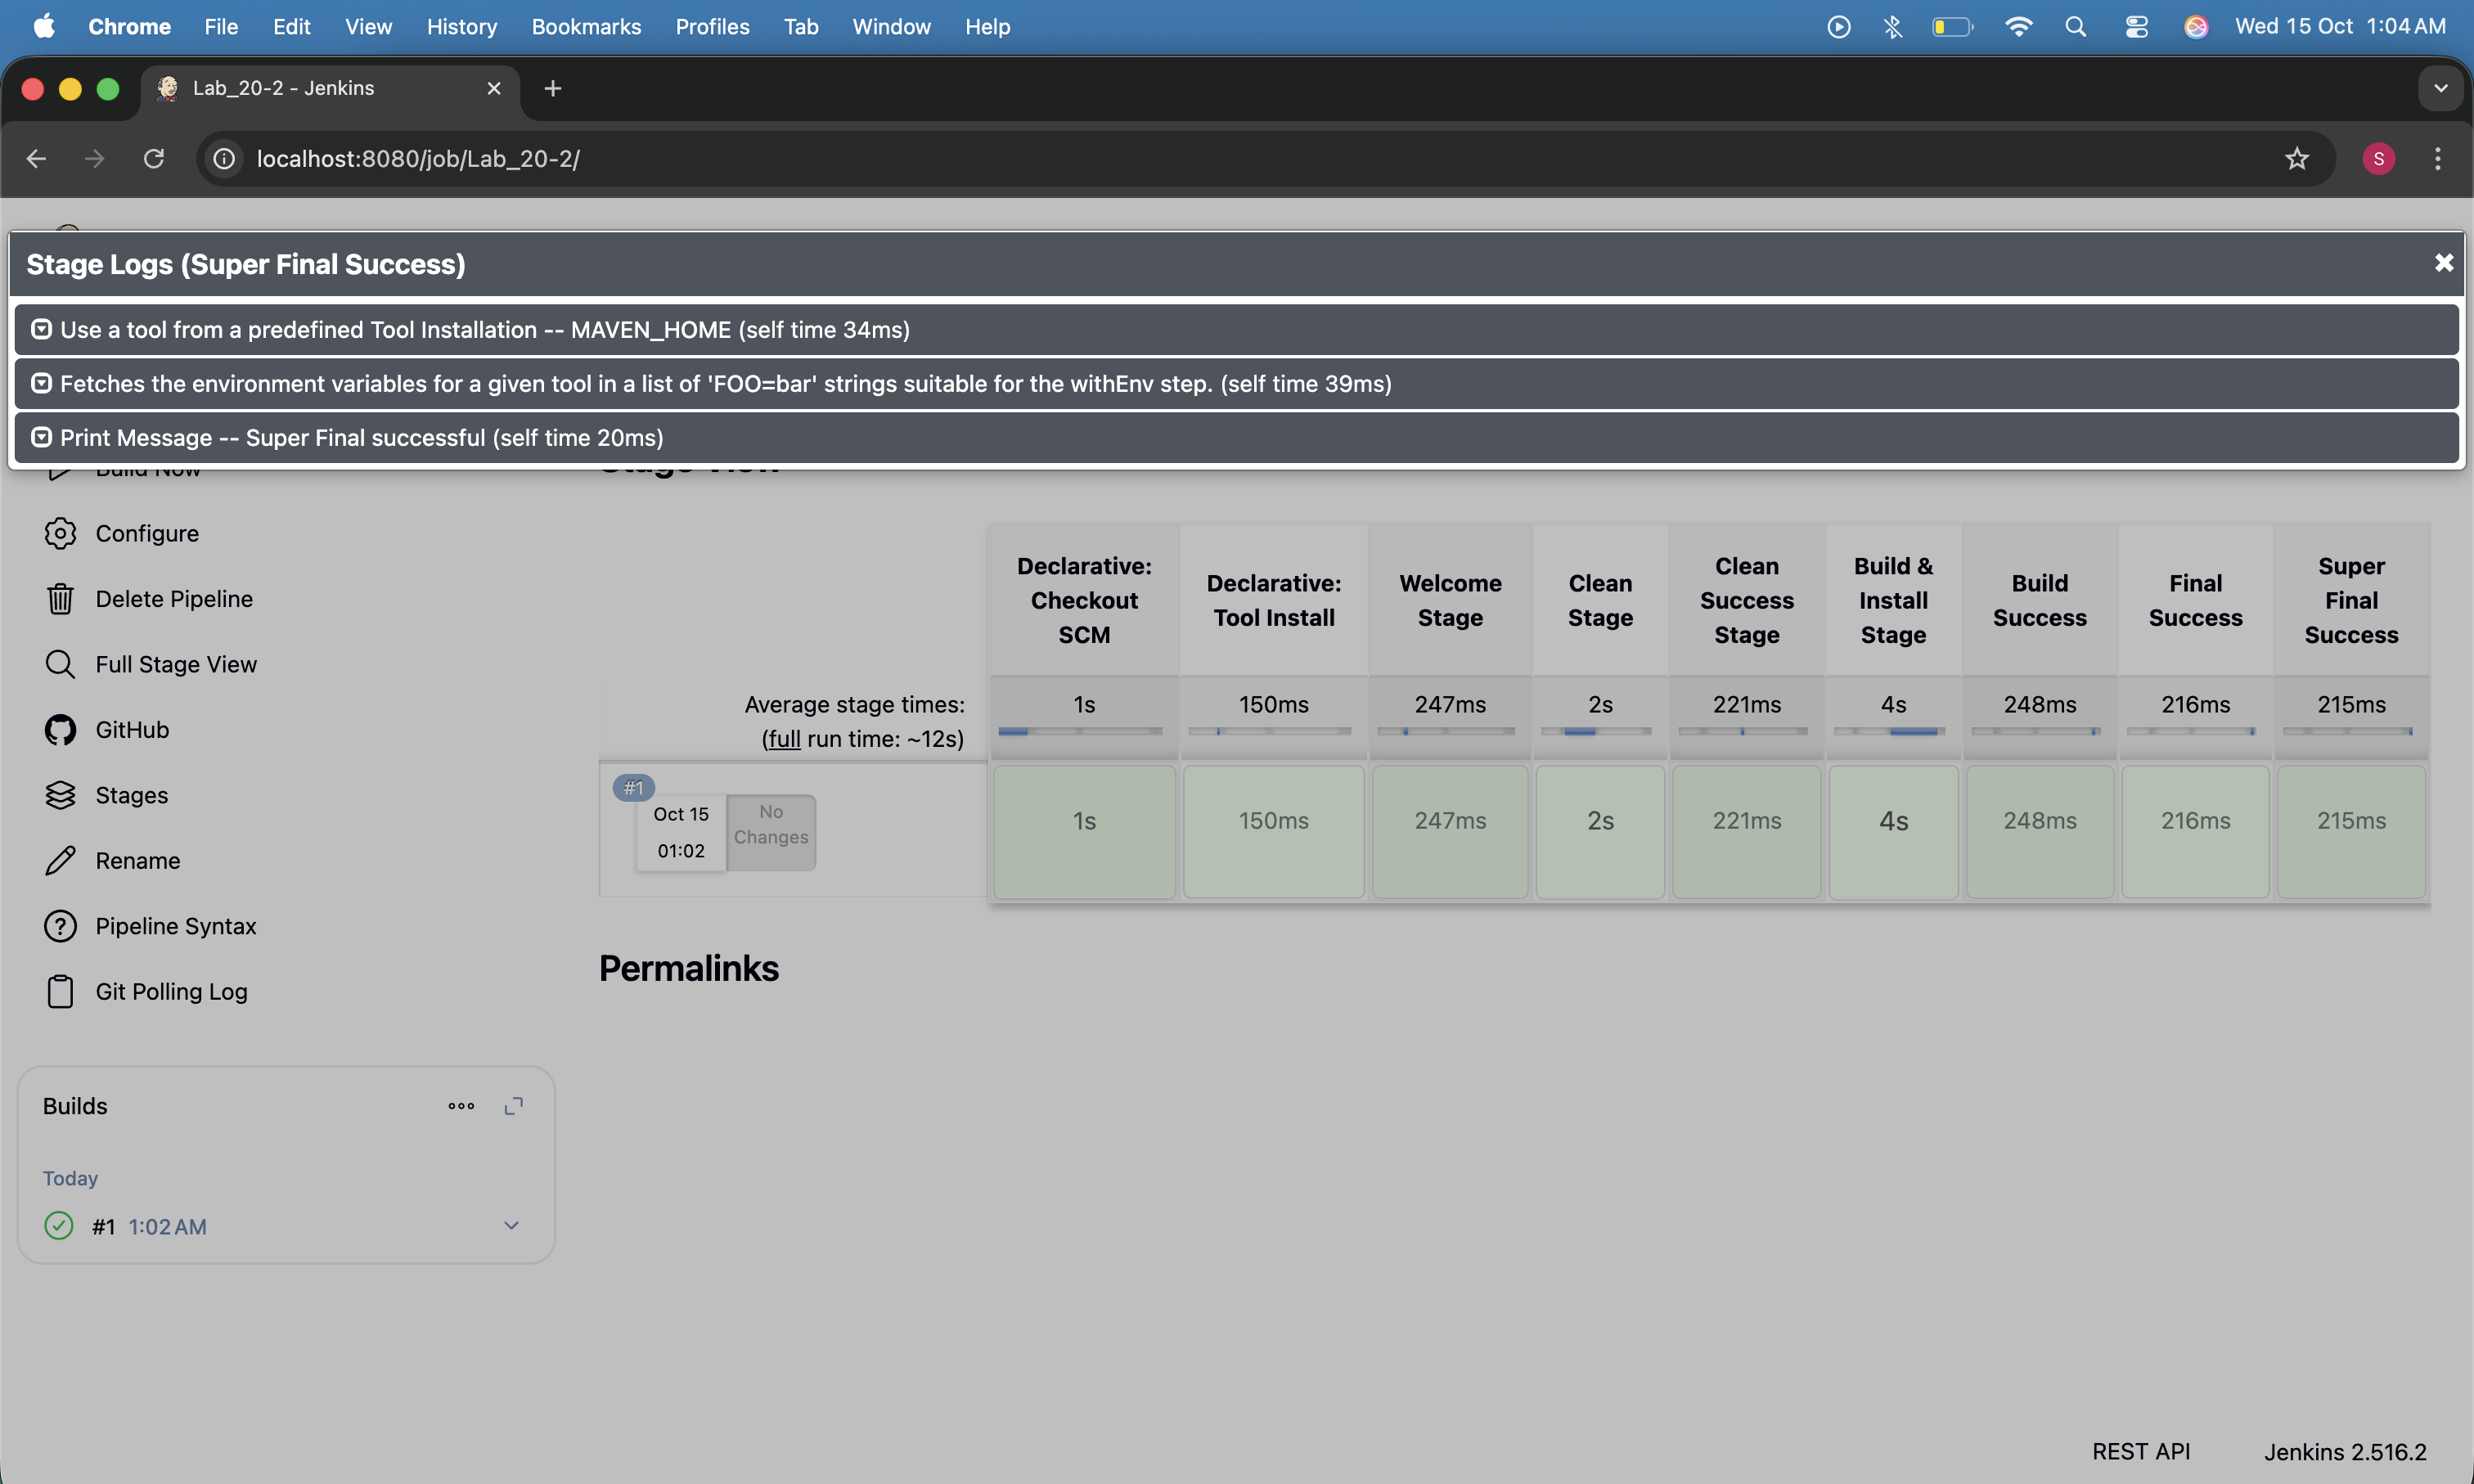 Chrome File Edit View History Bookmarks Profiles Tab Window Help Wed 15 Oct 1:04 AM
Lab_20-2 - Jenkins
localhost:8080/job/Lab_20-2/ S
Stage Logs (Super Final Success)
Use a tool from a predefined Tool Installation -- MAVEN_HOME (self time 34ms)
Fetches the environment variables for a given tool in a list of 'FOO=bar' strings suitable for the withEnv step. (self time 39ms)
Print Message -- Super Final successful (self time 20ms)
Build Now
Stage View
Configure
Delete Pipeline
Full Stage View
GitHub
Stages
Rename
Pipeline Syntax
Git Polling Log
Declarative: Checkout SCM
Declarative: Tool Install
Welcome Stage
Clean Stage
Clean Success Stage
Build & Install Stage
Build Success
Final Success
Super Final Success
Average stage times: 1s 150ms 247ms 2s 221ms 4s 248ms 216ms 215ms
(full run time: ~12s)
#1
Oct 15
01:02
No Changes
1s 150ms 247ms 2s 221ms 4s 248ms 216ms 215ms
Permalinks
Builds
Today
#1 1:02 AM
REST API Jenkins 2.516.2